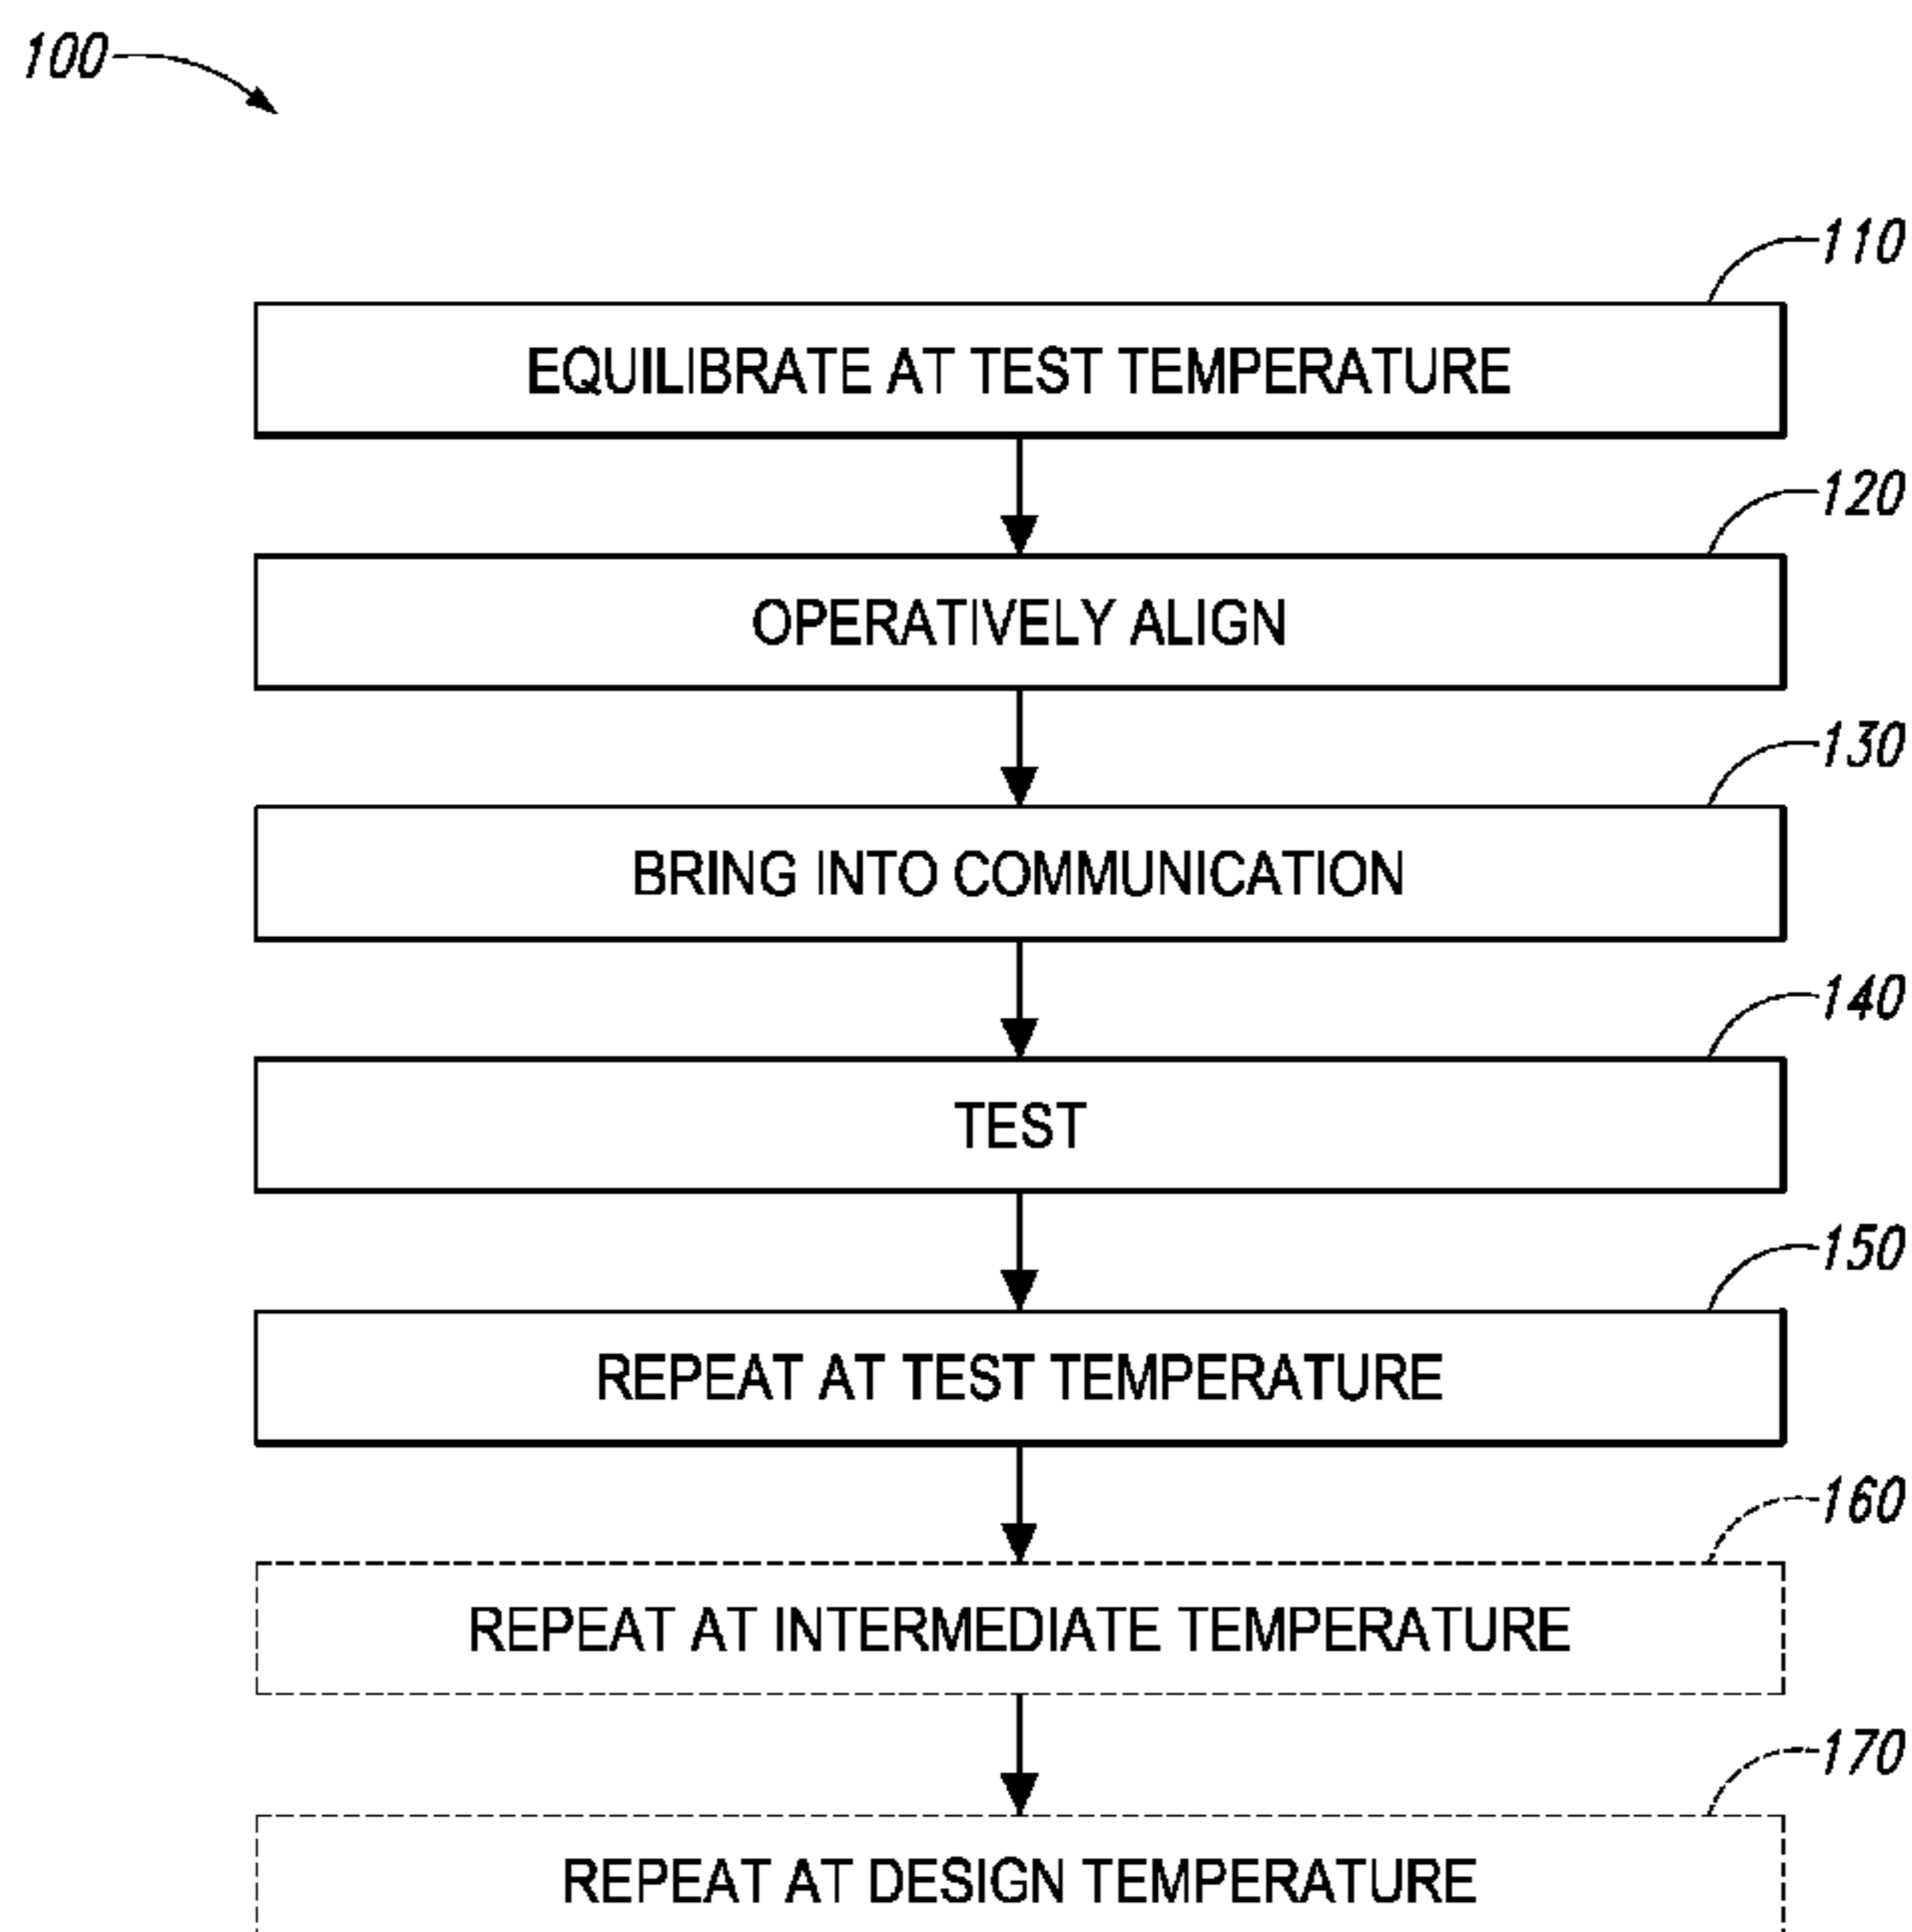 100
110
EQUILIBRATE AT TEST TEMPERATURE
120
OPERATIVELY ALIGN
130
BRING INTO COMMUNICATION
140
TEST
150
REPEAT AT TEST TEMPERATURE
160
REPEAT AT INTERMEDIATE TEMPERATURE
170
REPEAT AT DESIGN TEMPERATURE